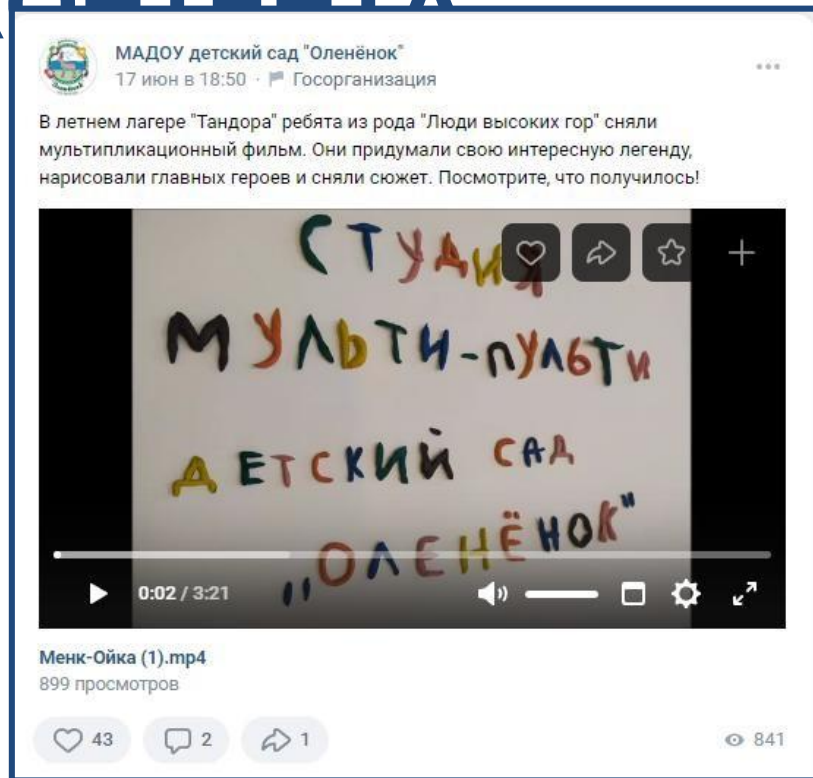 МАДОУ детский сад "Оленёнок"
17 июн в 18:50 · Госорганизация
В летнем лагере "Тандора" ребята из рода "Люди высоких гор" сняли
мультипликационный фильм. Они придумали свою интересную легенду,
нарисовали главных героев и сняли сюжет. Посмотрите, что получилось!
СТУДИЯ
МУЛЬТИ-ПУЛЬТИ
ДЕТСКИЙ САД
„ОЛЕНЁНОК"
0:02 / 3:21
Менк-Ойка (1).mp4
899 просмотров
43 2 1 841